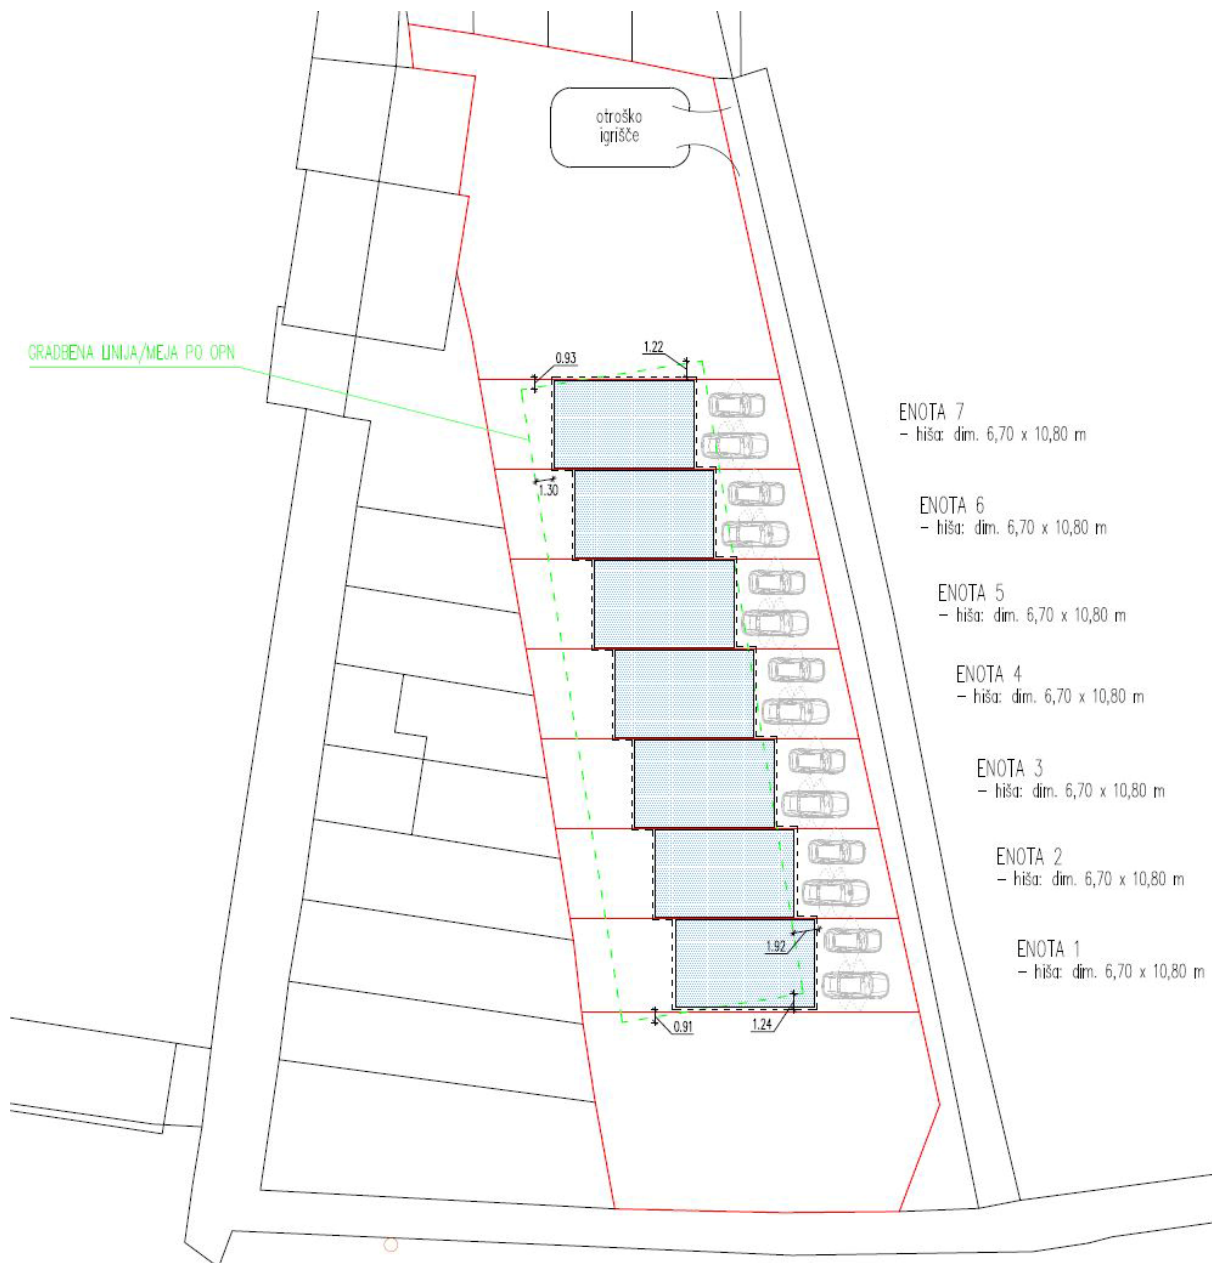 otroško
igrišče
GRADBENA LINIJA/MEJA PO OPN
0.93
1.22
ENOTA 7
- hiša: dim. 6,70 x 10,80 m
1.30
ENOTA 6
- hiša: dim. 6,70 x 10,80 m
ENOTA 5
- hiša: dim. 6,70 x 10,80 m
ENOTA 4
- hiša: dim. 6,70 x 10,80 m
ENOTA 3
- hiša: dim. 6,70 x 10,80 m
ENOTA 2
- hiša: dim. 6,70 x 10,80 m
1.92
ENOTA 1
- hiša: dim. 6,70 x 10,80 m
0.91
1.24